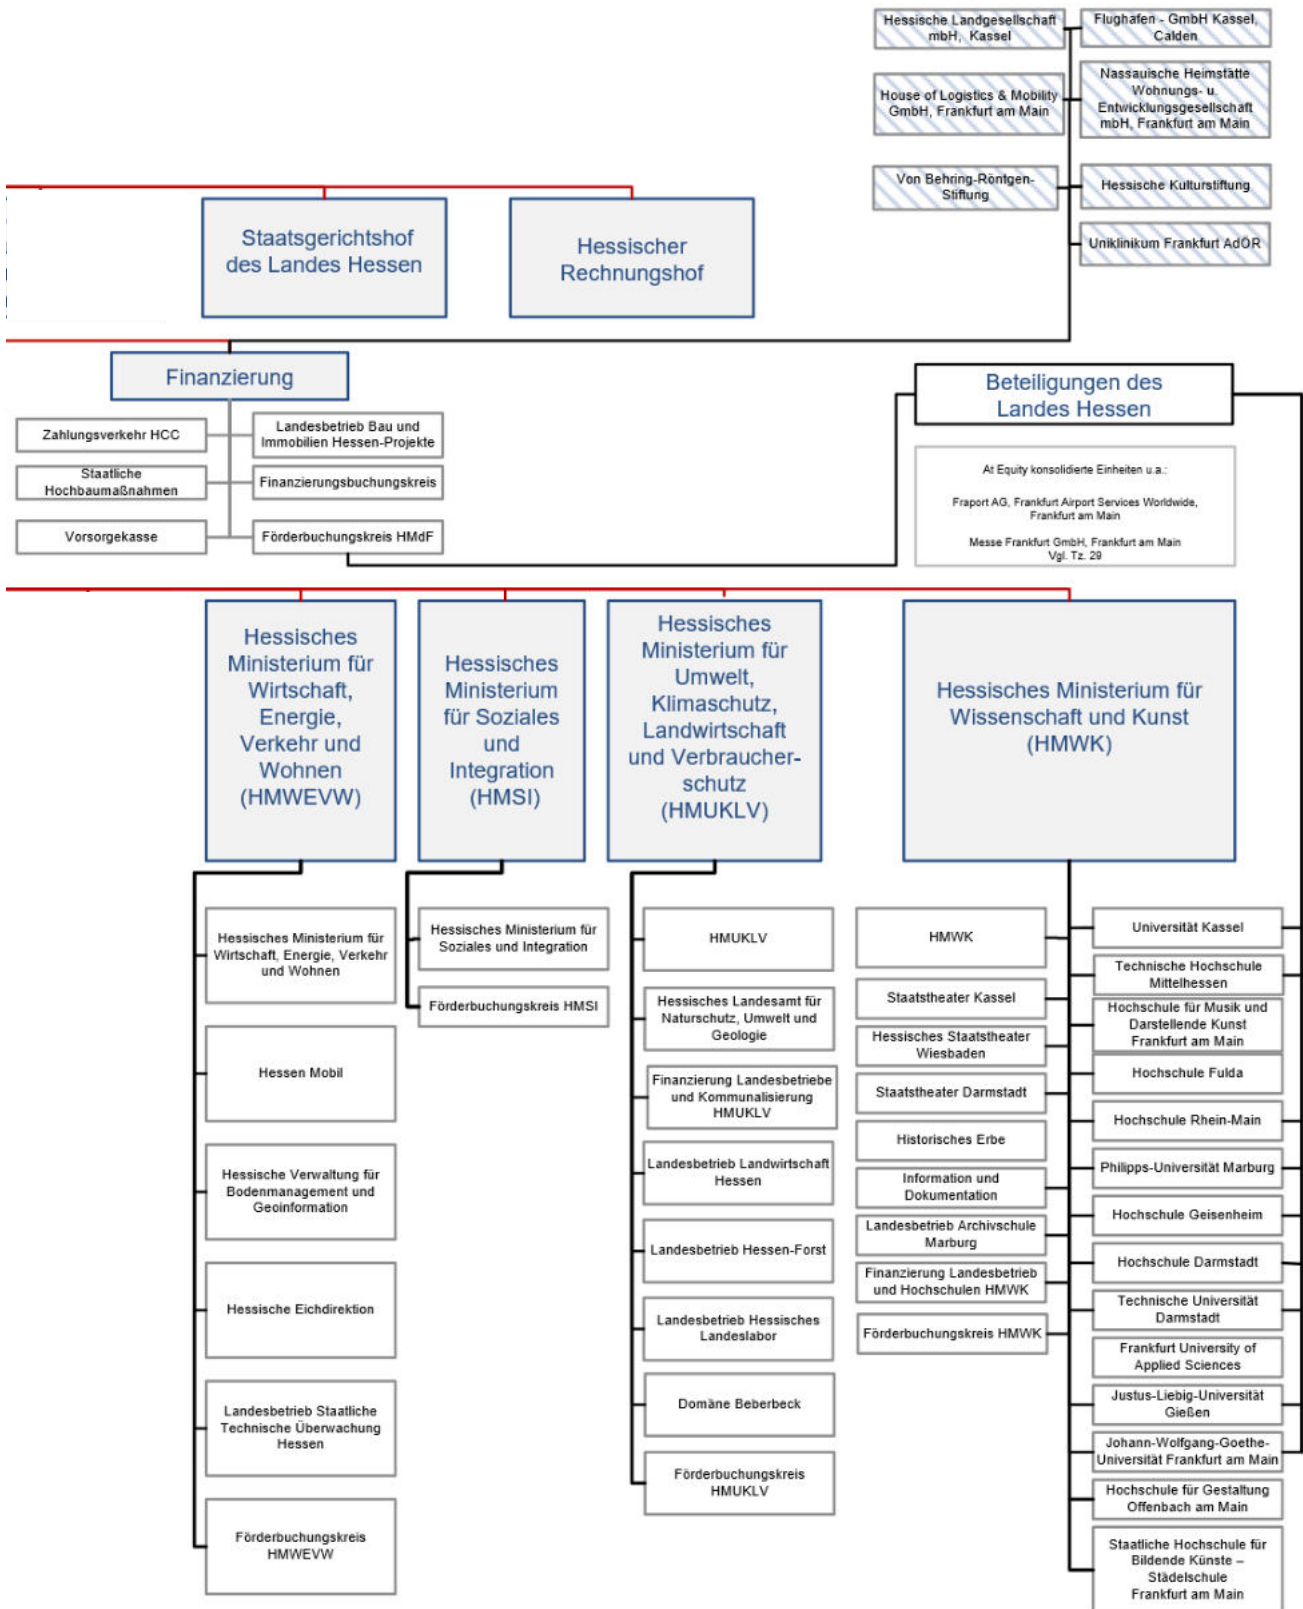 Hessische Landgesellschaft
mbH, Kassel
Flughafen - GmbH Kassel,
Calden
House of Logistics & Mobility
GmbH, Frankfurt am Main
Nassauische Heimstätte
Wohnungs- u.
Entwicklungsgesellschaft
mbH, Frankfurt am Main
Von Behring-Röntgen-
Stiftung
Hessische Kulturstiftung
Uniklinikum Frankfurt AdÖR
Staatsgerichtshof
des Landes Hessen
Hessischer
Rechnungshof
Finanzierung
Zahlungsverkehr HCC
Landesbetrieb Bau und
Immobilien Hessen-Projekte
Staatliche
Hochbaumaßnahmen
Finanzierungsbuchungskreis
Vorsorgekasse
Förderbuchungskreis HMdF
Beteiligungen des
Landes Hessen
At Equity konsolidierte Einheiten u.a.:
Fraport AG, Frankfurt Airport Services Worldwide,
Frankfurt am Main
Messe Frankfurt GmbH, Frankfurt am Main
Vgl. Tz. 29
Hessisches
Ministerium für
Wirtschaft,
Energie,
Verkehr und
Wohnen
(HMWEVW)
Hessisches Ministerium für
Wirtschaft, Energie, Verkehr
und Wohnen
Hessen Mobil
Hessische Verwaltung für
Bodenmanagement und
Geoinformation
Hessische Eichdirektion
Landesbetrieb Staatliche
Technische Überwachung
Hessen
Förderbuchungskreis
HMWEVW
Hessisches
Ministerium
für Soziales
und
Integration
(HMSI)
Hessisches Ministerium für
Soziales und Integration
Förderbuchungskreis HMSI
Hessisches
Ministerium für
Umwelt,
Klimaschutz,
Landwirtschaft
und Verbraucher-
schutz
(HMUKLV)
HMUKLV
Hessisches Landesamt für
Naturschutz, Umwelt und
Geologie
Finanzierung Landesbetriebe
und Kommunalisierung
HMUKLV
Landesbetrieb Landwirtschaft
Hessen
Landesbetrieb Hessen-Forst
Landesbetrieb Hessisches
Landeslabor
Domäne Beberbeck
Förderbuchungskreis
HMUKLV
Hessisches Ministerium für
Wissenschaft und Kunst
(HMWK)
HMWK
Staatstheater Kassel
Hessisches Staatstheater
Wiesbaden
Staatstheater Darmstadt
Historisches Erbe
Information und
Dokumentation
Landesbetrieb Archivschule
Marburg
Finanzierung Landesbetrieb
und Hochschulen HMWK
Förderbuchungskreis HMWK
Universität Kassel
Technische Hochschule
Mittelhessen
Hochschule für Musik und
Darstellende Kunst
Frankfurt am Main
Hochschule Fulda
Hochschule Rhein-Main
Philipps-Universität Marburg
Hochschule Geisenheim
Hochschule Darmstadt
Technische Universität
Darmstadt
Frankfurt University of
Applied Sciences
Justus-Liebig-Universität
Gießen
Johann-Wolfgang-Goethe-
Universität Frankfurt am Main
Hochschule für Gestaltung
Offenbach am Main
Staatliche Hochschule für
Bildende Künste –
Städelschule
Frankfurt am Main